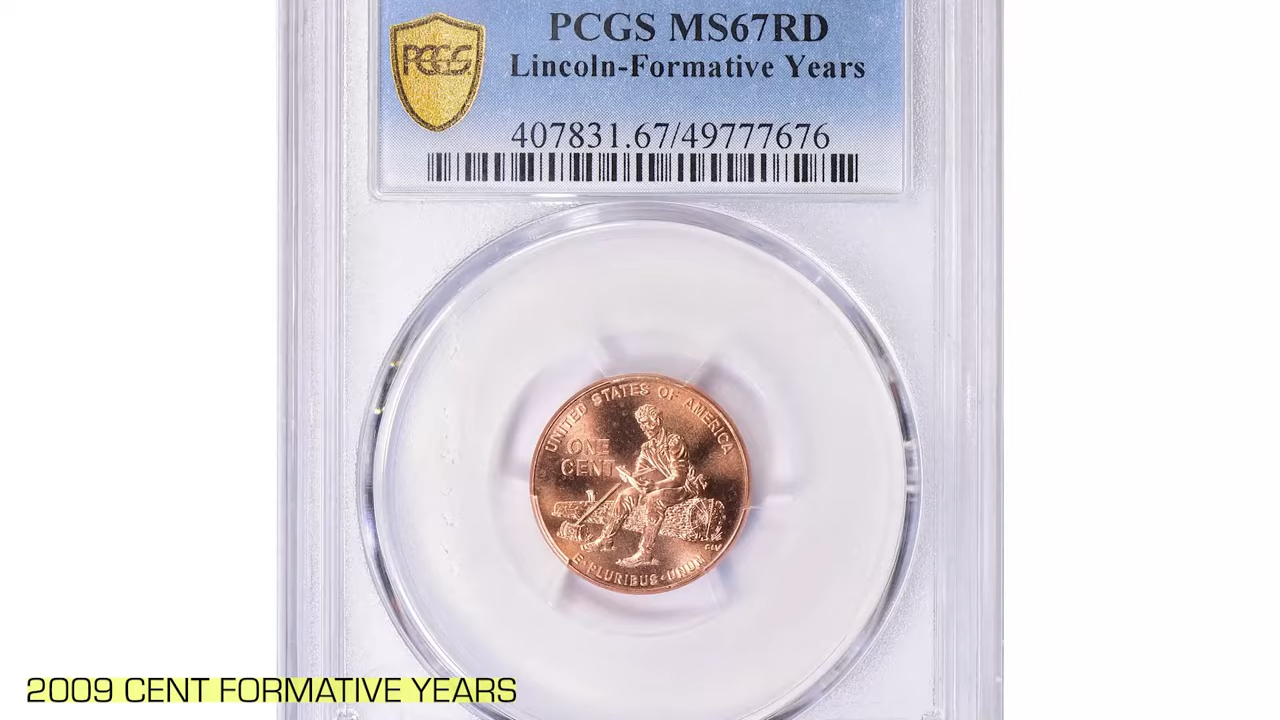 PCGS
PCGS MS67RD
Lincoln-Formative Years
407831.67/49777676
UNITED STATES OF AMERICA
ONE
CENT
E·PLURIBUS·UNUM
2009 CENT FORMATIVE YEARS